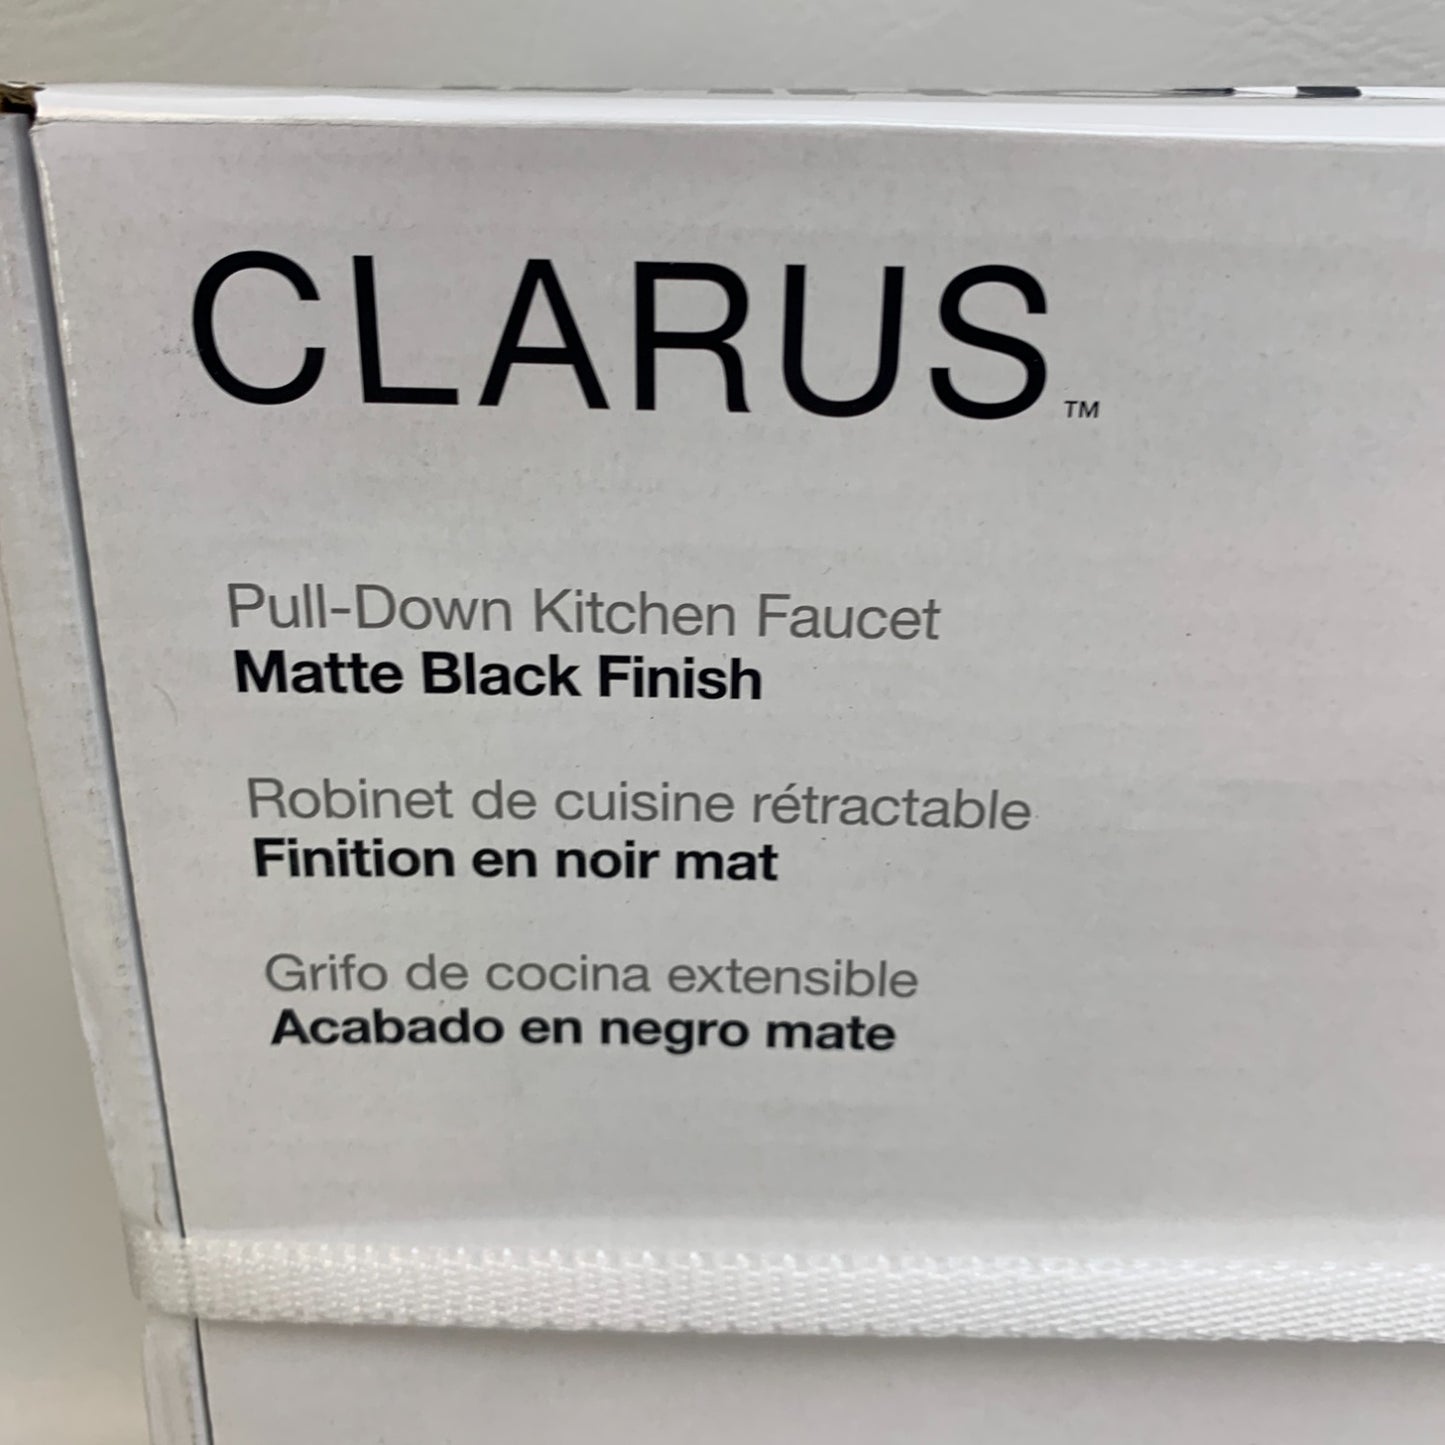 CLARUS™
Pull-Down Kitchen Faucet
Matte Black Finish
Robinet de cuisine rétractable
Finition en noir mat
Grifo de cocina extensible
Acabado en negro mate